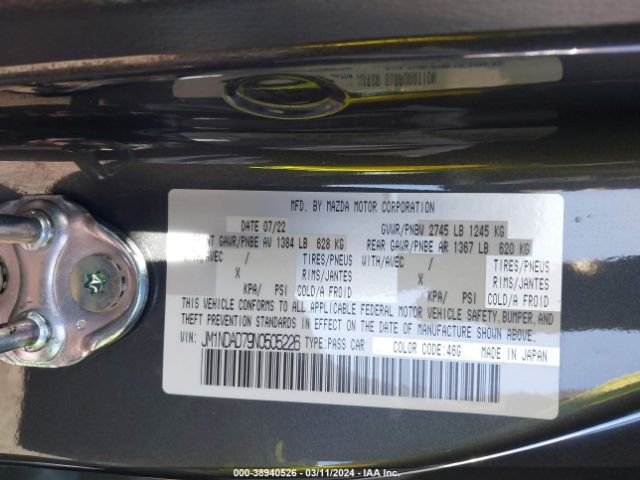 MFD. BY MAZDA MOTOR CORPORATION
DATE 07/22 GVWR/PNBV 2745 LB 1245 KG
NT GAWR/PNBE AV 1384 LB 628 KG REAR GAWR/PNBE AR 1367 LB 620 KG
WITH/AVEC / TIRES/PNEUS WITH/AVEC / TIRES/PNEUS
X RIMS/JANTES X RIMS/JANTES
KPA/ PSI COLD/A FROID KPA/ PSI COLD/A FROID
THIS VEHICLE CONFORMS TO ALL APPLICABLE FEDERAL MOTOR VEHICLE SAFETY, BUMPER, AND
THEFT PREVENTION STANDARDS IN EFFECT ON THE DATE OF MANUFACTURE SHOWN ABOVE.
VIN: JM1NDAD79N0505226 TYPE:PASS CAR COLOR CODE:46G MADE IN JAPAN
000-38940526 - 03/11/2024 - IAA Inc.